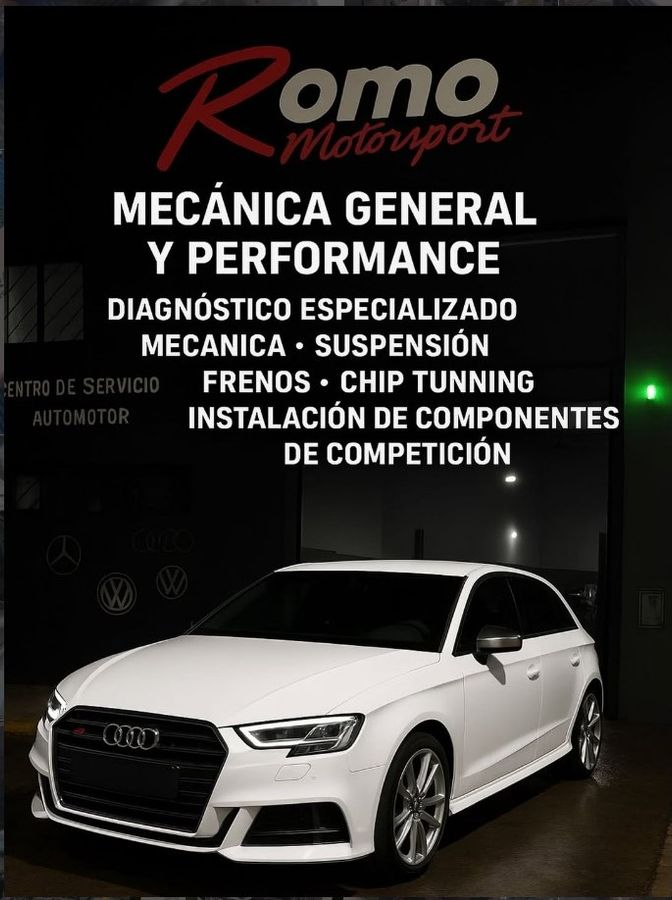 Romo
Motorsport
MECÁNICA GENERAL
Y PERFORMANCE
DIAGNÓSTICO ESPECIALIZADO
MECANICA • SUSPENSIÓN
FRENOS • CHIP TUNNING
INSTALACIÓN DE COMPONENTES
DE COMPETICIÓN
CENTRO DE SERVICIO
AUTOMOTOR